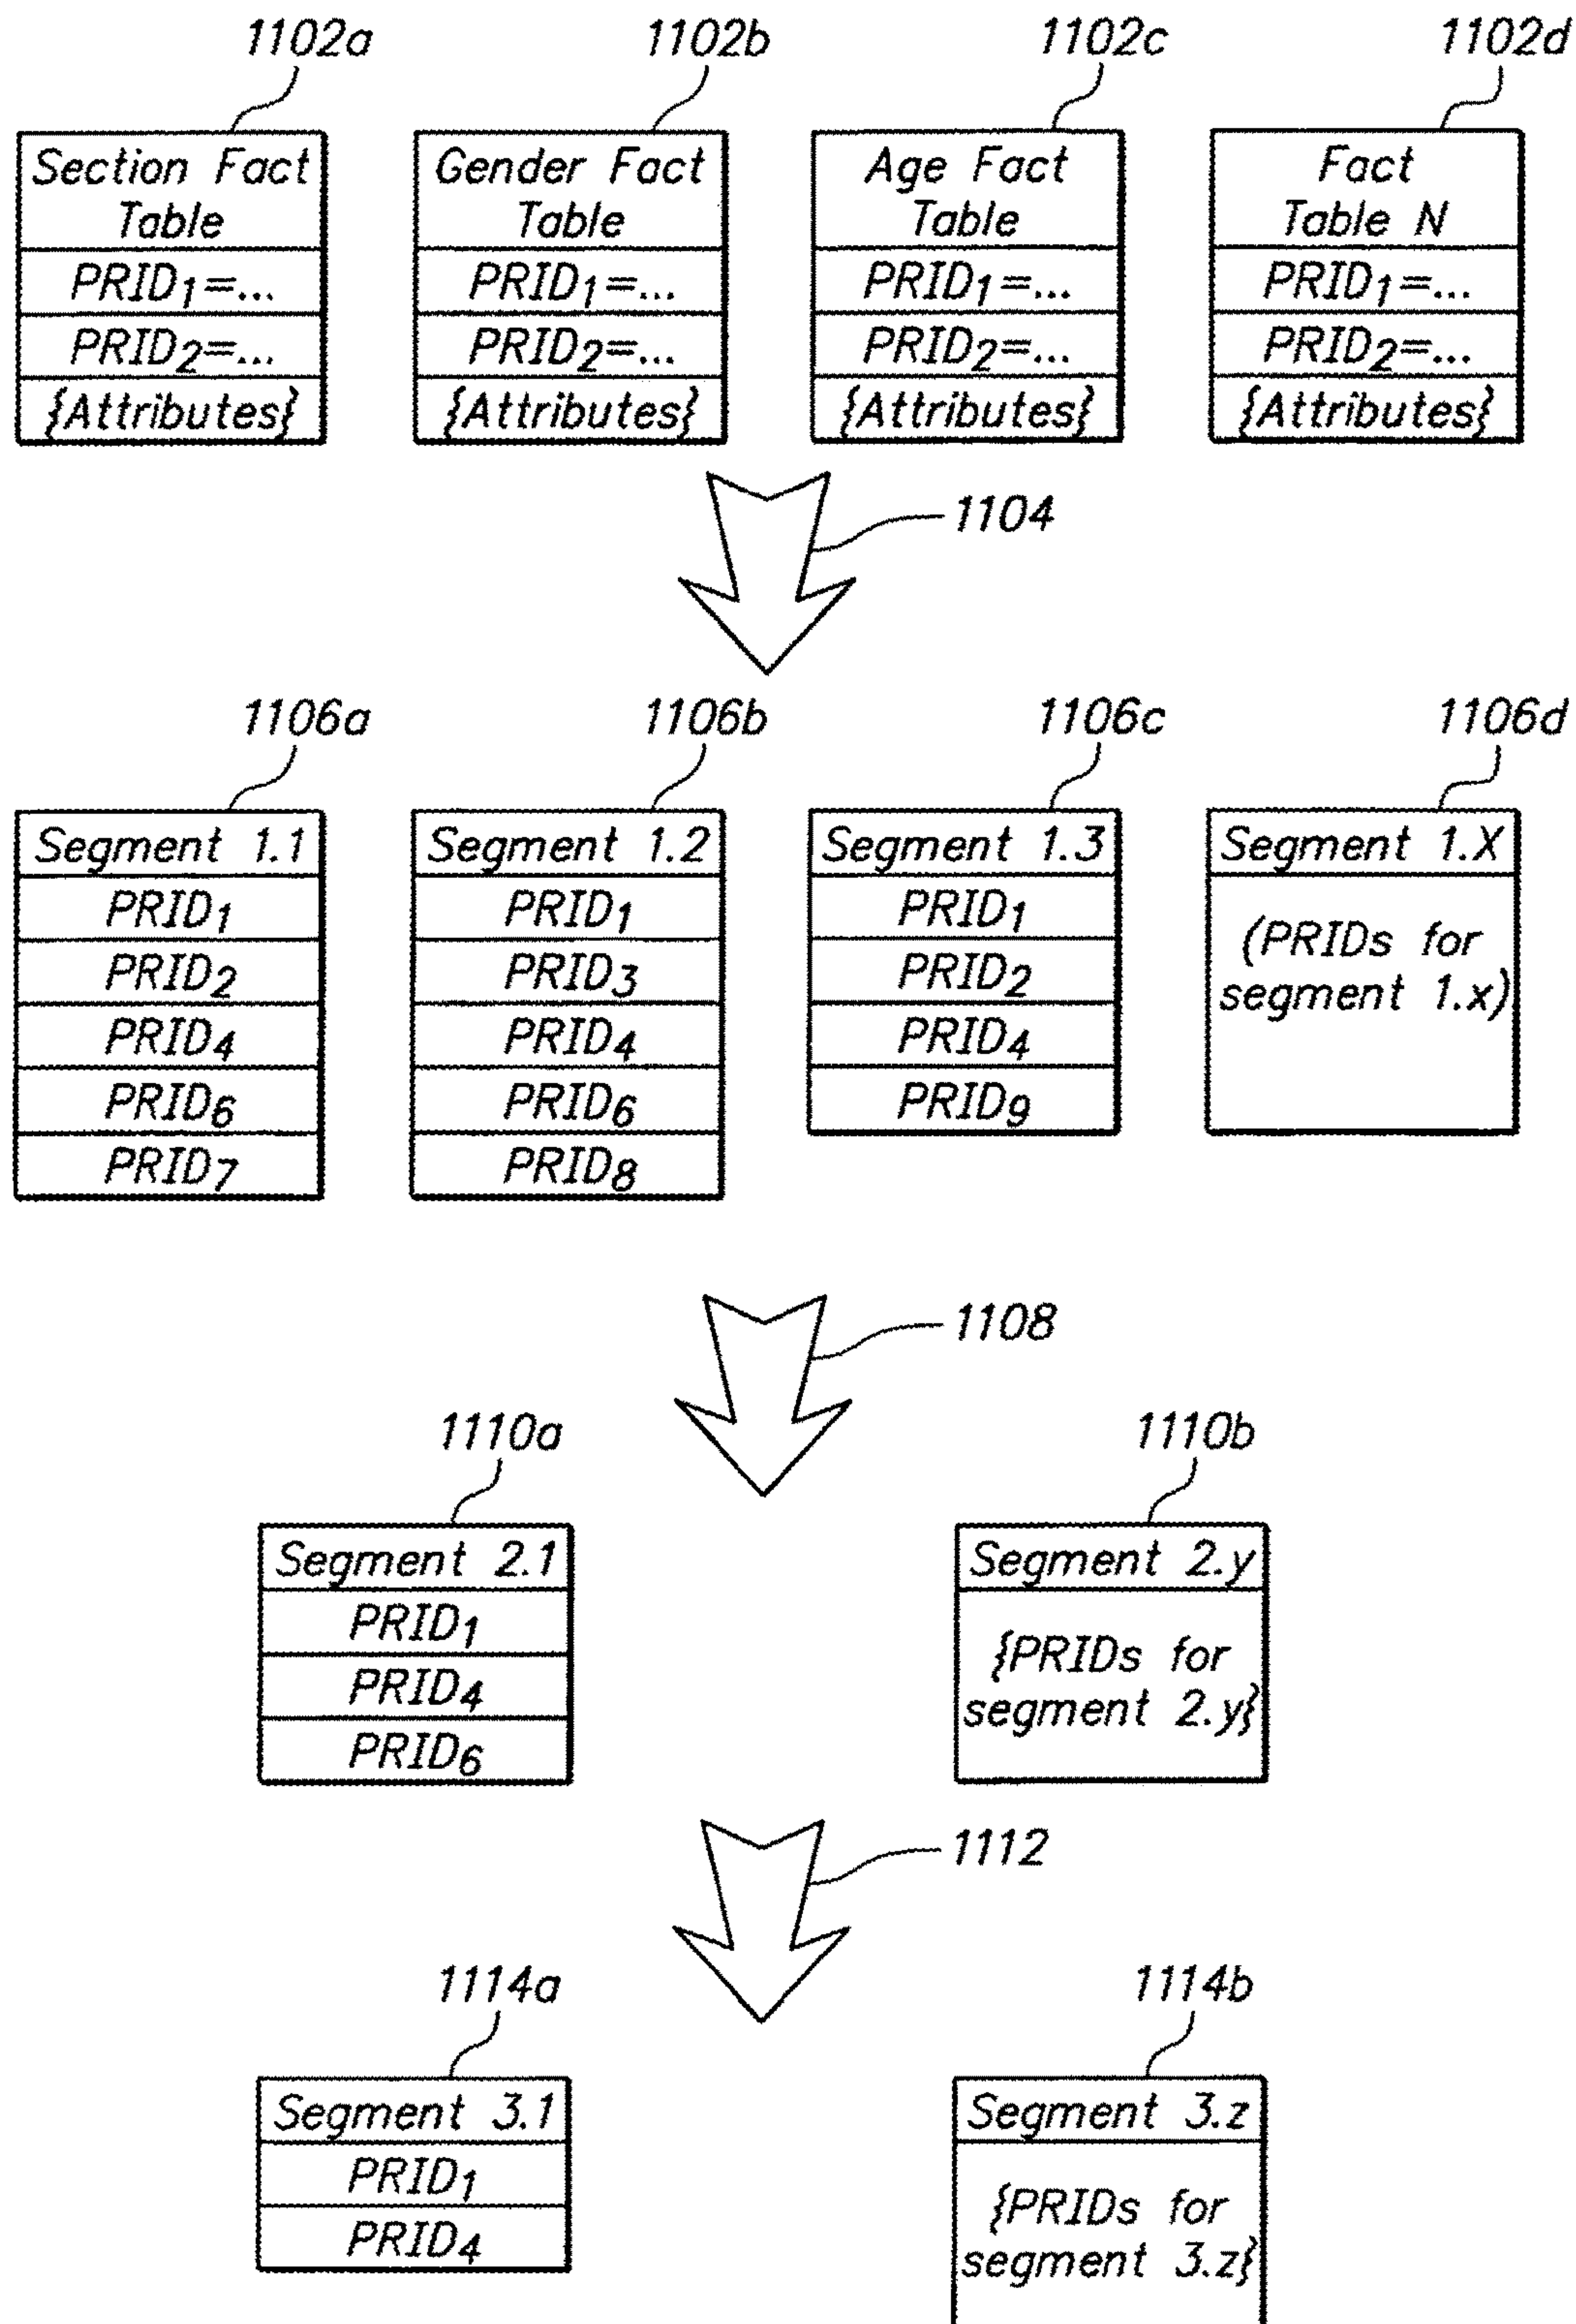 1102a 1102b 1102c 1102d
Section Fact Gender Fact Age Fact Fact
Table Table Table Table N
PRID1=... PRID1=... PRID1=... PRID1=...
PRID2=... PRID2=... PRID2=... PRID2=...
{Attributes} {Attributes} {Attributes} {Attributes}
1104
1106a 1106b 1106c 1106d
Segment 1.1 Segment 1.2 Segment 1.3 Segment 1.X
PRID1 PRID1 PRID1 (PRIDs for
PRID2 PRID3 PRID2 segment 1.x)
PRID4 PRID4 PRID4
PRID6 PRID6 PRID9
PRID7 PRID8
1108
1110a 1110b
Segment 2.1 Segment 2.y
PRID1 {PRIDs for
PRID4 segment 2.y}
PRID6
1112
1114a 1114b
Segment 3.1 Segment 3.z
PRID1 {PRIDs for
PRID4 segment 3.z}